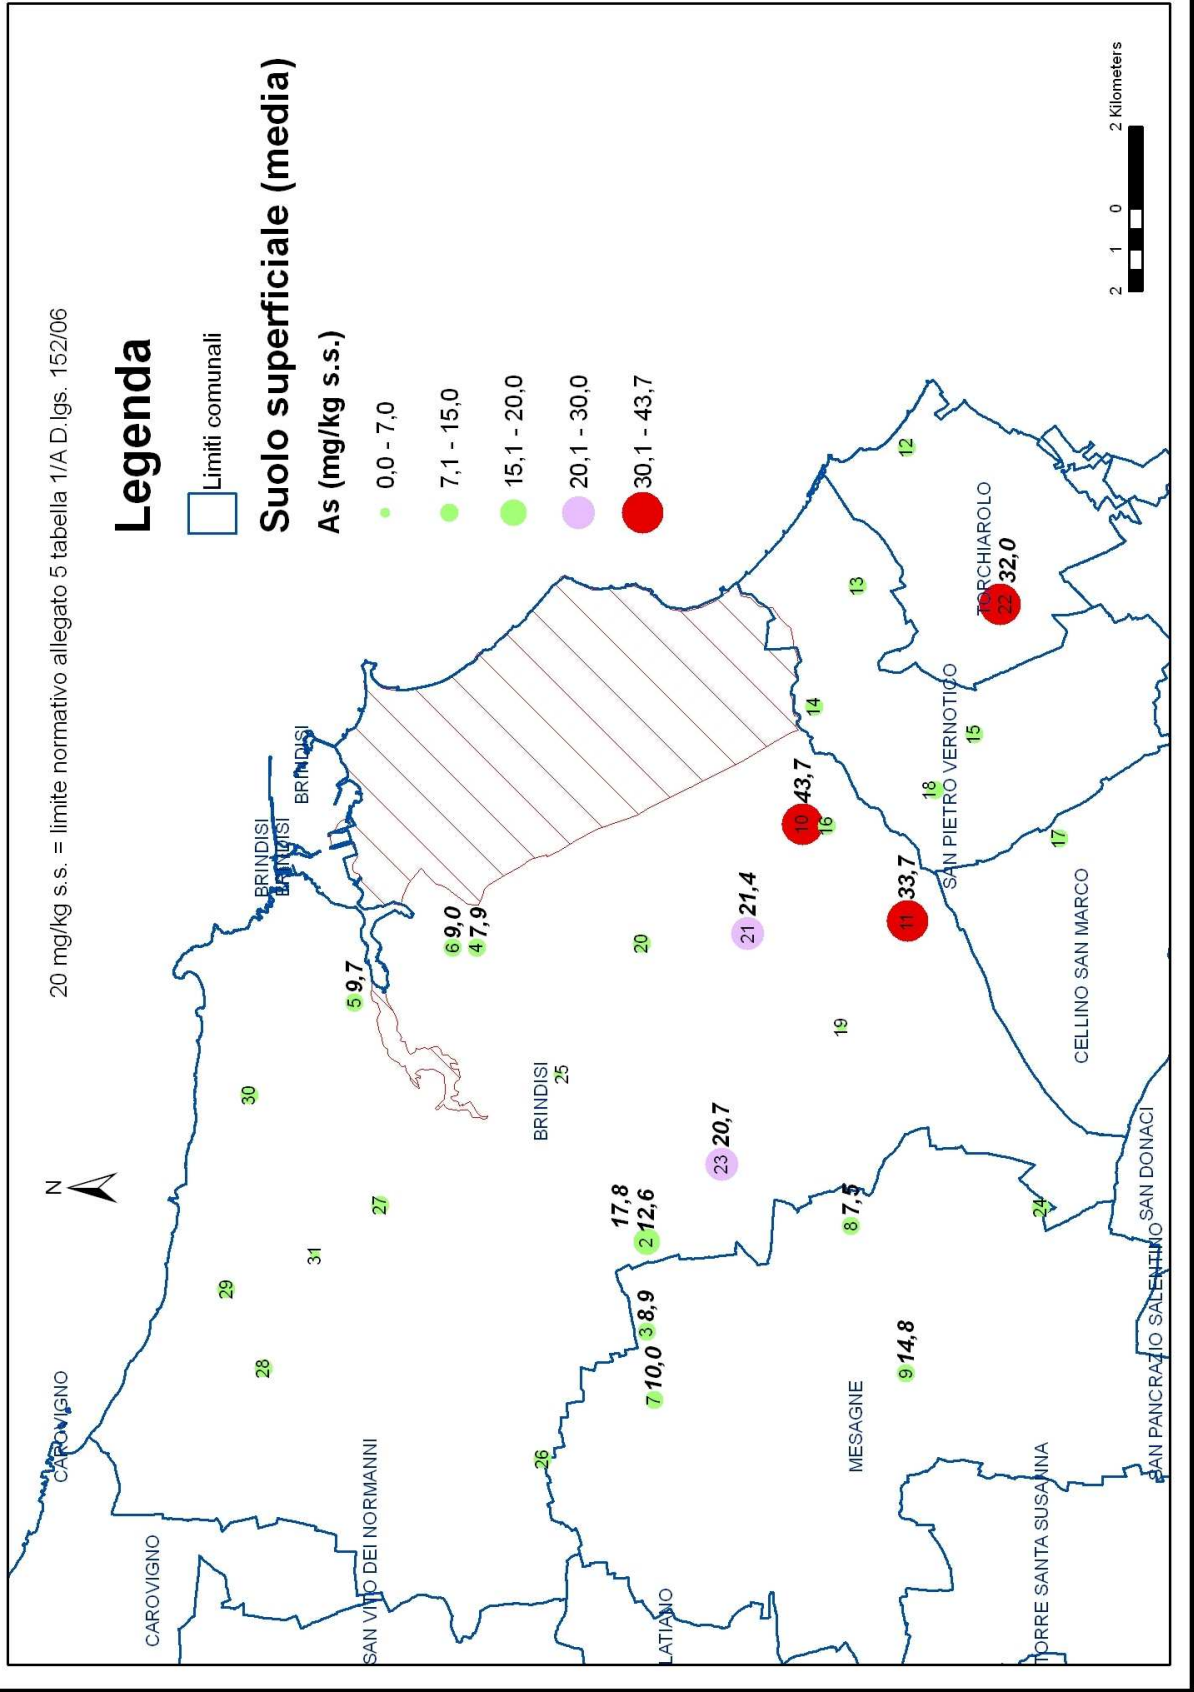 20 mg/kg s.s. = limite normativo allegato 5 tabella 1/A D.lgs. 152/06
Legenda
Limiti comunali
Suolo superficiale (media)
As (mg/kg s.s.)
0,0 - 7,0
7,1 - 15,0
15,1 - 20,0
20,1 - 30,0
30,1 - 43,7
N
CAROVIGNO
CAROVIGNO
BRINDISI
BRINDISI
BRINDISI
28
29
30
31
27
5 9,7
SAN VITO DEI NORMANNI
6 9,0
4 7,9
26
BRINDISI
25
17,8
2 12,6
3 8,9
7 10,0
20
LATIANO
23 20,7
21 21,4
10 43,7
16
14
19
8 7,5
13
MESAGNE
9 14,8
11 33,7
12
18
SAN PIETRO VERNOTICO
15
TORCHIAROLO
22 32,0
24
17
TORRE SANTA SUSANNA
CELLINO SAN MARCO
SAN DONACI
SAN PANCRAZIO SALENTINO
2 1 0 2 Kilometers